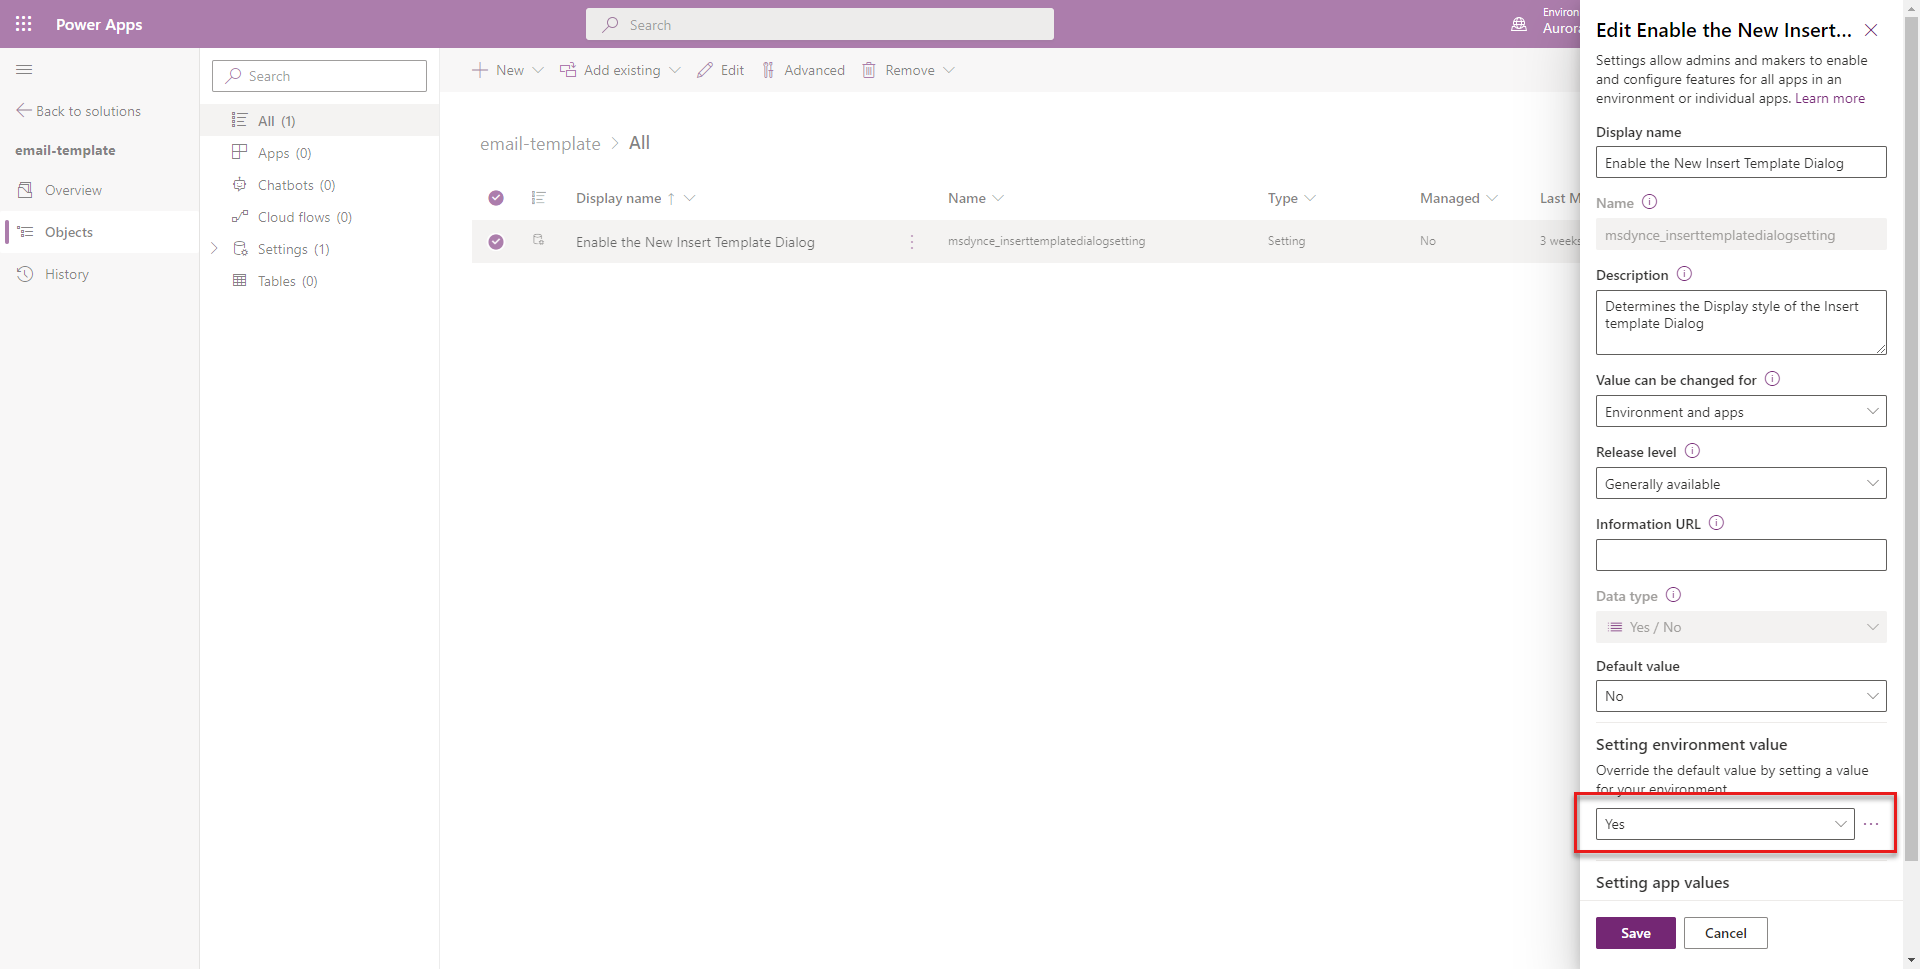 Power Apps
Search
Environ
Aurora
Back to solutions
email-template
Overview
Objects
History
Search
All (1)
Apps (0)
Chatbots (0)
Cloud flows (0)
Settings (1)
Tables (0)
New
Add existing
Edit
Advanced
Remove
email-template > All
Display name ↑
Name
Type
Managed
Last M
Enable the New Insert Template Dialog
msdynce_inserttemplatedialogsetting
Setting
No
3 weeks
Edit Enable the New Insert...
Settings allow admins and makers to enable
and configure features for all apps in an
environment or individual apps. Learn more
Display name
Enable the New Insert Template Dialog
Name
msdynce_inserttemplatedialogsetting
Description
Determines the Display style of the Insert
template Dialog
Value can be changed for
Environment and apps
Release level
Generally available
Information URL
Data type
Yes / No
Default value
No
Setting environment value
Override the default value by setting a value
for your environment
Yes
Setting app values
Save
Cancel